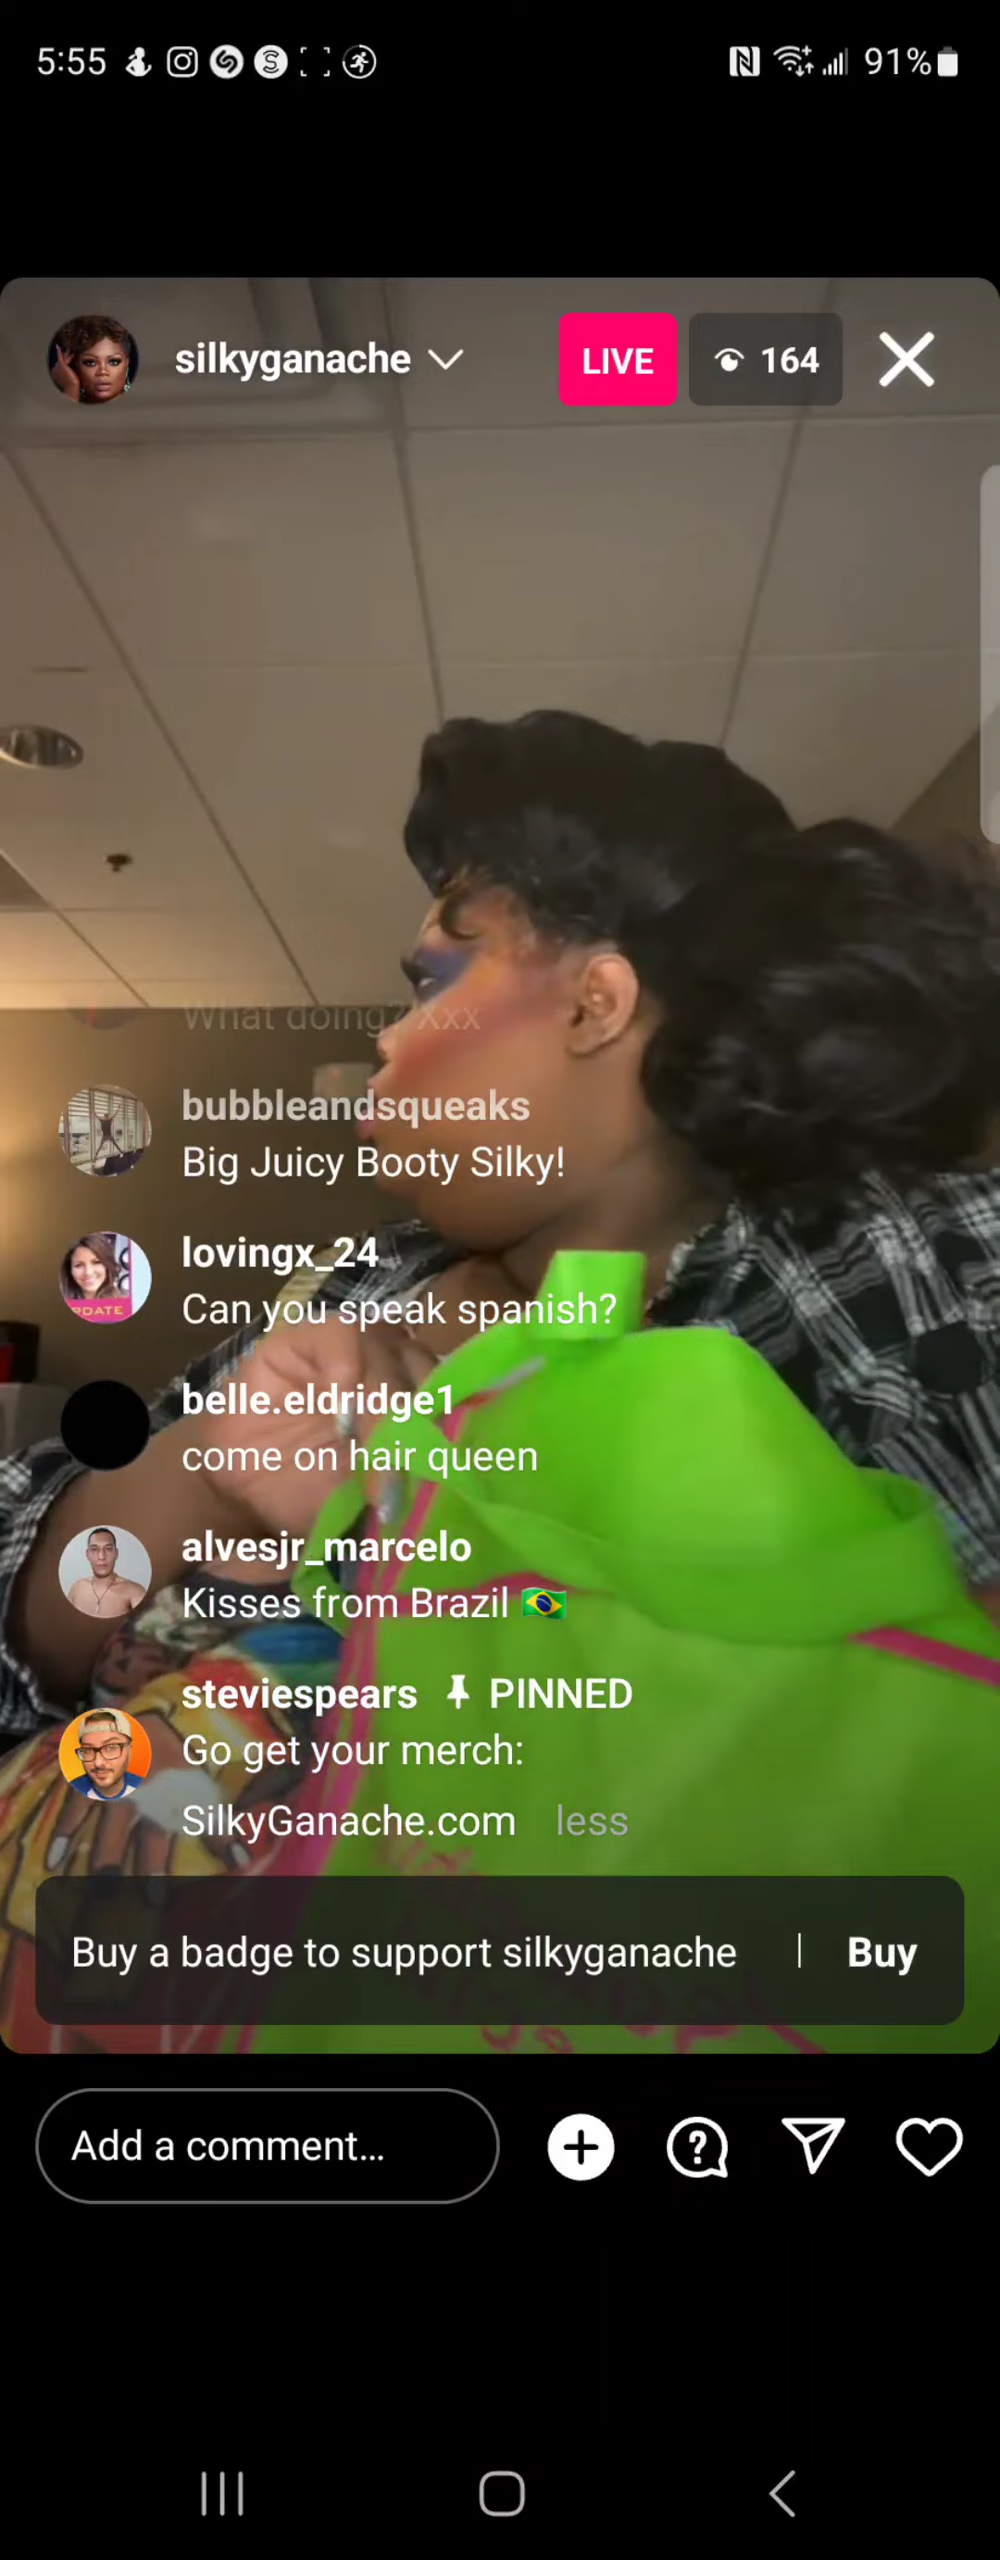 5:55
91%
silkyganache
LIVE
164
What doing? Xxx
bubbleandsqueaks
Big Juicy Booty Silky!
lovingx_24
PDATE
Can you speak spanish?
belle.eldridge1
come on hair queen
alvesjr_marcelo
Kisses from Brazil 🇧🇷
steviespears PINNED
Go get your merch:
SilkyGanache.com less
Buy a badge to support silkyganache | Buy
Add a comment...